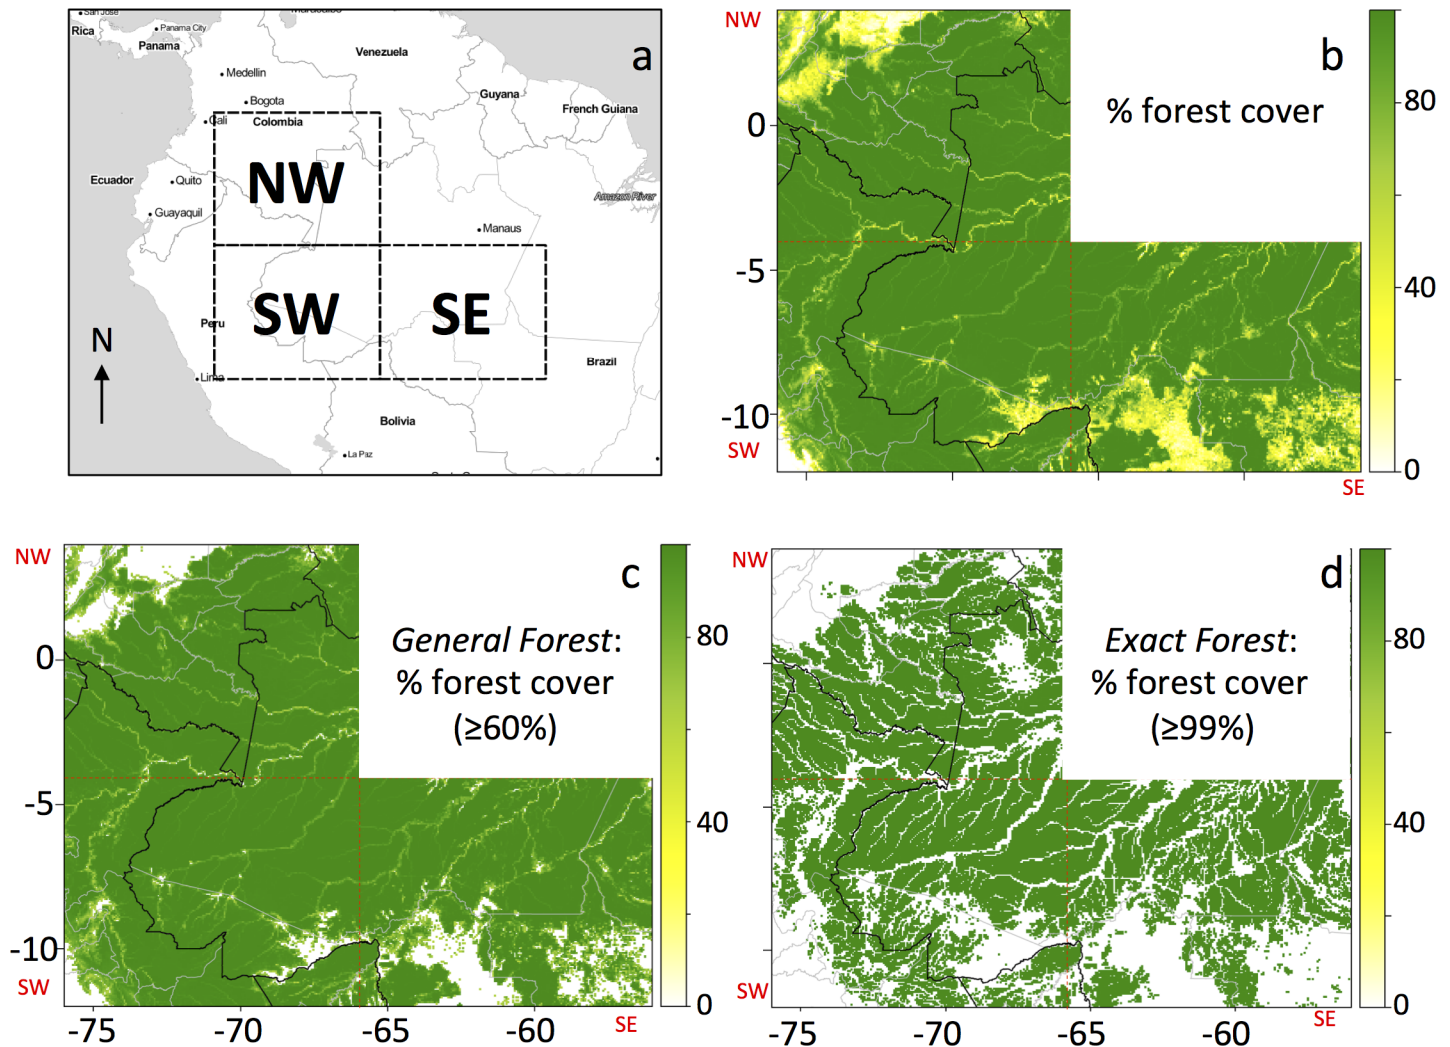 San Jose
Rica
Panama City
Panama
Medellin
Bogota
Cali
Colombia
Venezuela
Guyana
French Guiana
Amazon River
Ecuador
Quito
Guayaquil
Manaus
NW
SW
SE
Peru
Lima
Brazil
Bolivia
La Paz
N
a
NW
b
% forest cover
0
-5
-10
SW
SE
80
40
0
NW
c
General Forest:
% forest cover
(≥60%)
0
-5
-10
SW
-75
-70
-65
-60
SE
80
40
0
NW
d
Exact Forest:
% forest cover
(≥99%)
SW
-75
-70
-65
-60
SE
80
40
0